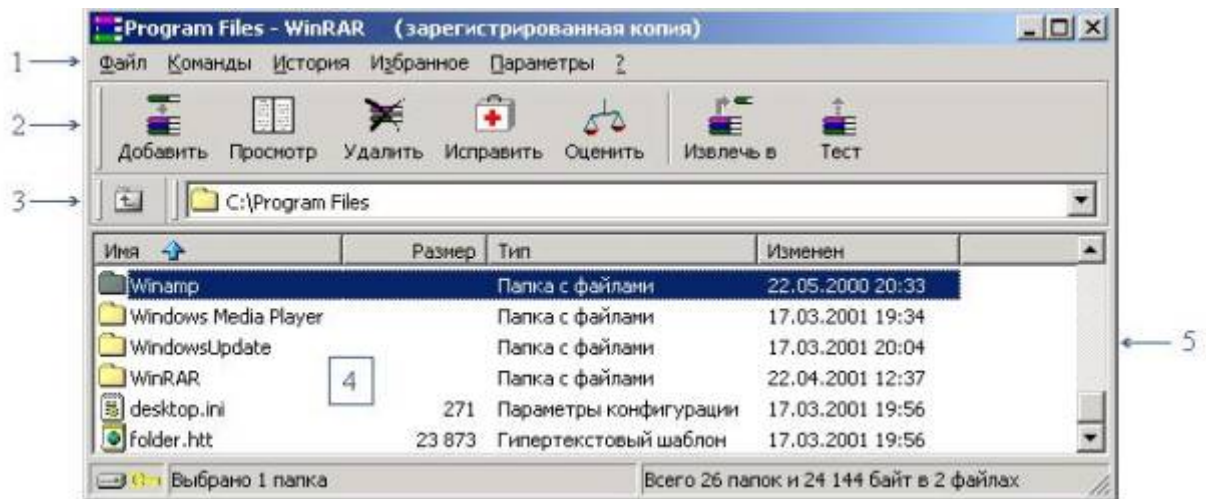 Program Files - WinRAR (зарегистрированная копия)
1
Файл Команды История Избранное Параметры ?
2
Добавить Просмотр Удалить Исправить Оценить Извлечь в Тест
3
C:\Program Files
Имя Размер Тип Изменен
Winamp Папка с файлами 22.05.2000 20:33
Windows Media Player Папка с файлами 17.03.2001 19:34
5
WindowsUpdate Папка с файлами 17.03.2001 20:04
WinRAR 4 Папка с файлами 22.04.2001 12:37
desktop.ini 271 Параметры конфигурации 17.03.2001 19:56
folder.htt 23 873 Гипертекстовый шаблон 17.03.2001 19:56
Выбрано 1 папка Всего 26 папок и 24 144 байт в 2 файлах